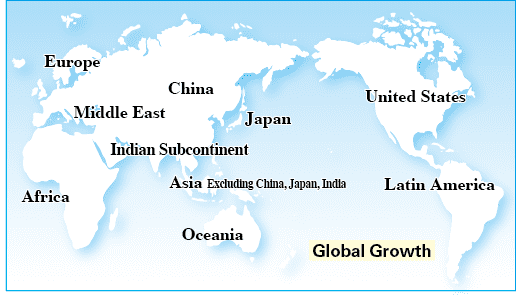 Europe
China
United States
Middle East
Japan
Indian Subcontinent
Asia Excluding China, Japan, India
Latin America
Africa
Oceania
Global Growth